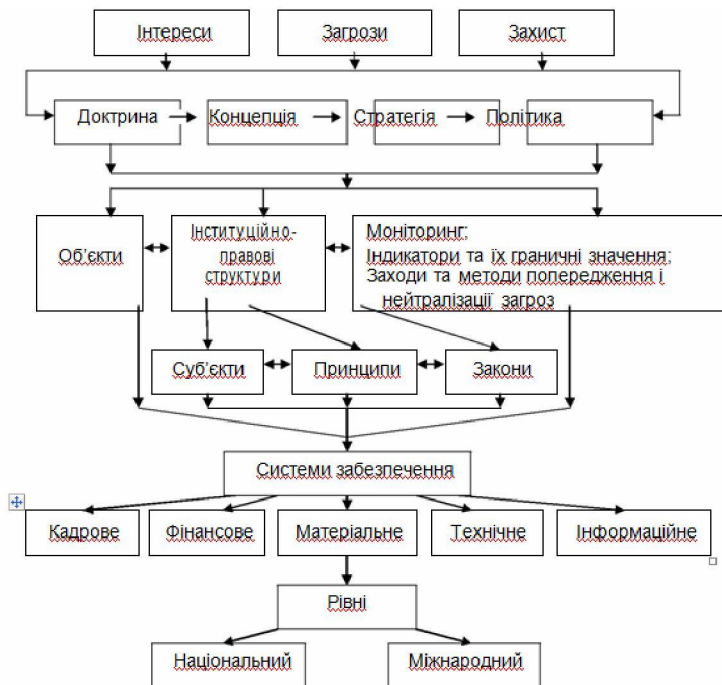 Інтереси
Загрози
Захист
Доктрина
Концепція
Стратегія
Політика
Об'єкти
Інституційно-
правові
структури
Моніторинг;
Індикатори та їх граничні значення;
Заходи та методи попередження і
нейтралізації загроз
Суб'єкти
Принципи
Закони
Системи забезпечення
Кадрове
Фінансове
Матеріальне
Технічне
Інформаційне
Рівні
Національний
Міжнародний